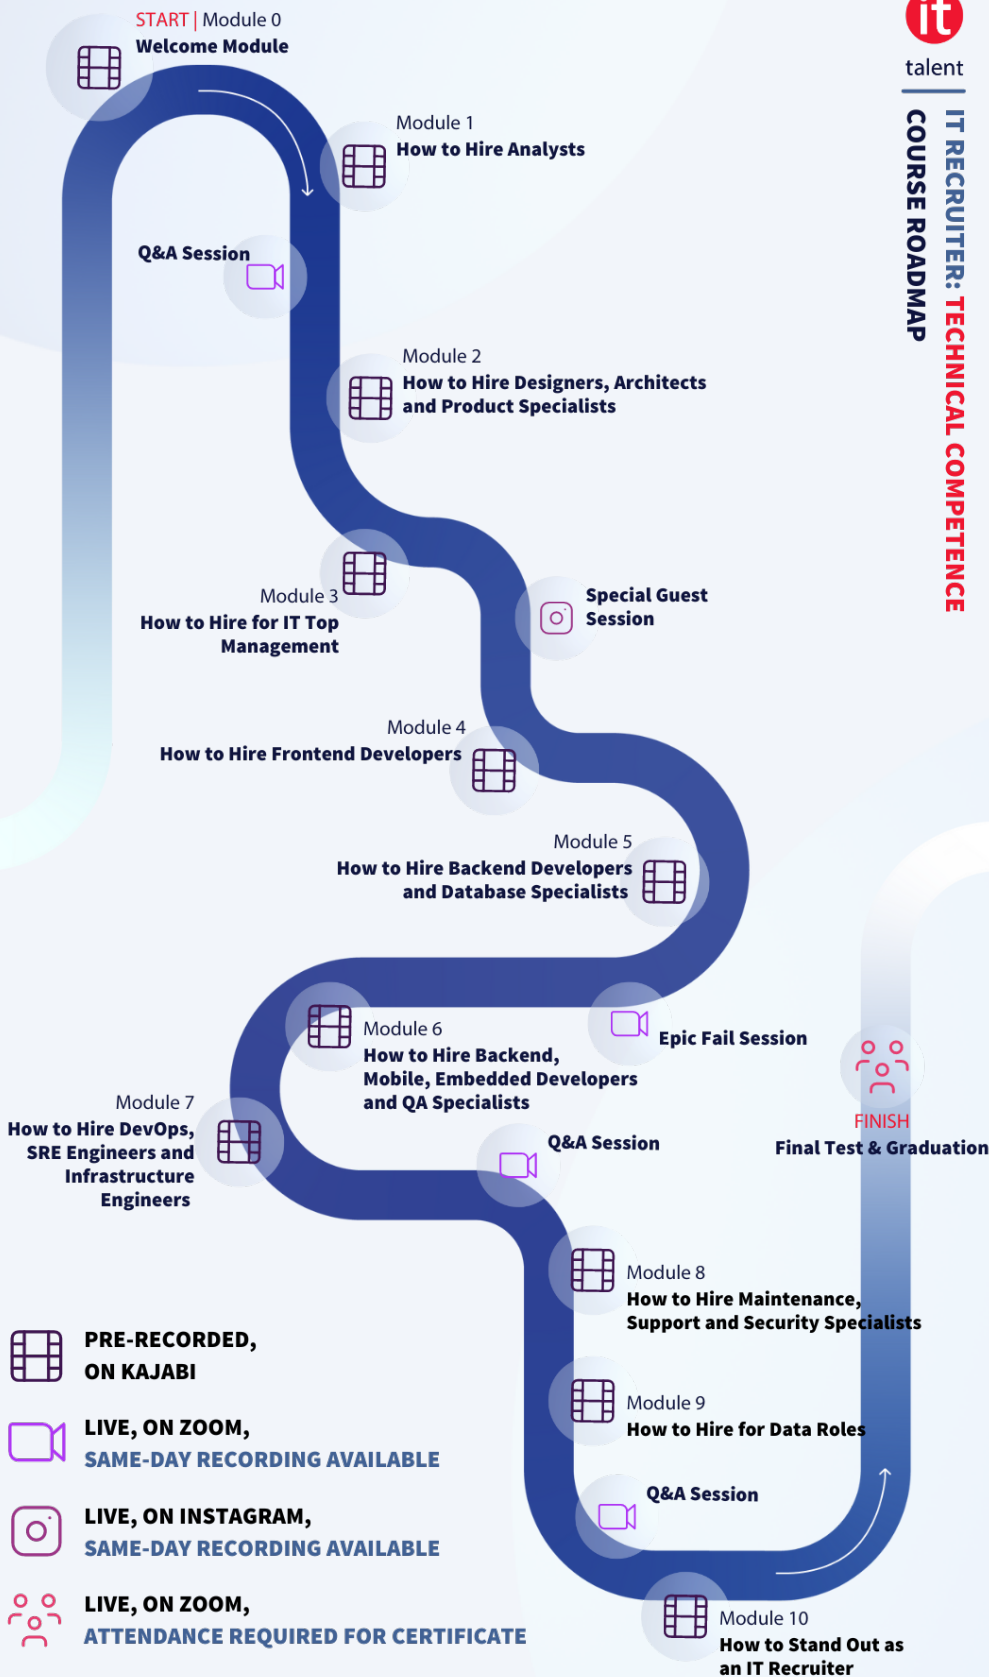 START | Module 0
Welcome Module
it
talent
IT RECRUITER: TECHNICAL COMPETENCE
COURSE ROADMAP
Module 1
How to Hire Analysts
Q&A Session
Module 2
How to Hire Designers, Architects
and Product Specialists
Module 3
How to Hire for IT Top
Management
Special Guest
Session
Module 4
How to Hire Frontend Developers
Module 5
How to Hire Backend Developers
and Database Specialists
Epic Fail Session
Module 6
How to Hire Backend,
Mobile, Embedded Developers
and QA Specialists
Module 7
How to Hire DevOps,
SRE Engineers and
Infrastructure
Engineers
Q&A Session
Module 8
How to Hire Maintenance,
Support and Security Specialists
Module 9
How to Hire for Data Roles
Q&A Session
Module 10
How to Stand Out as
an IT Recruiter
FINISH
Final Test & Graduation
PRE-RECORDED,
ON KAJABI
LIVE, ON ZOOM,
SAME-DAY RECORDING AVAILABLE
LIVE, ON INSTAGRAM,
SAME-DAY RECORDING AVAILABLE
LIVE, ON ZOOM,
ATTENDANCE REQUIRED FOR CERTIFICATE